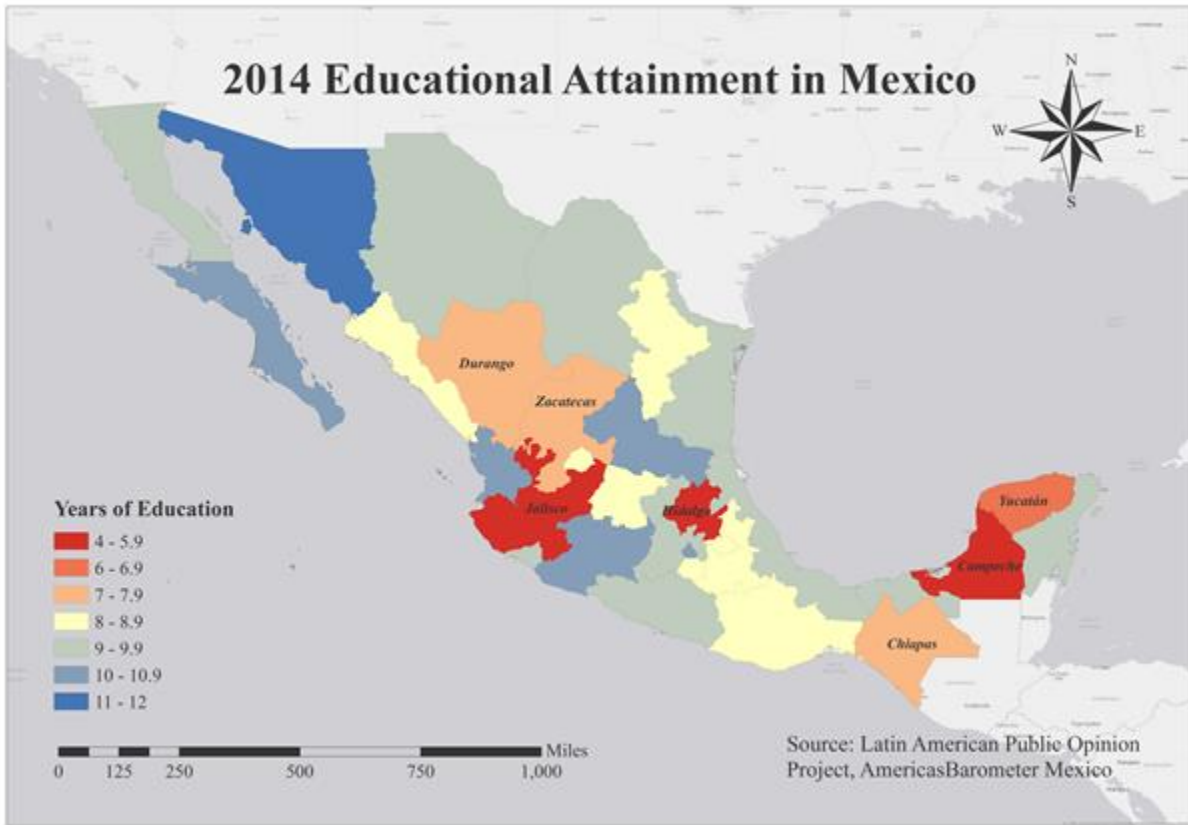 2014 Educational Attainment in Mexico
N
W
E
S
Durango
Zacatecas
Jalisco
Hidalgo
Yucatán
Campeche
Chiapas
Years of Education
4 - 5.9
6 - 6.9
7 - 7.9
8 - 8.9
9 - 9.9
10 - 10.9
11 - 12
Miles
0 125 250 500 750 1,000
Source: Latin American Public Opinion
Project, AmericasBarometer Mexico